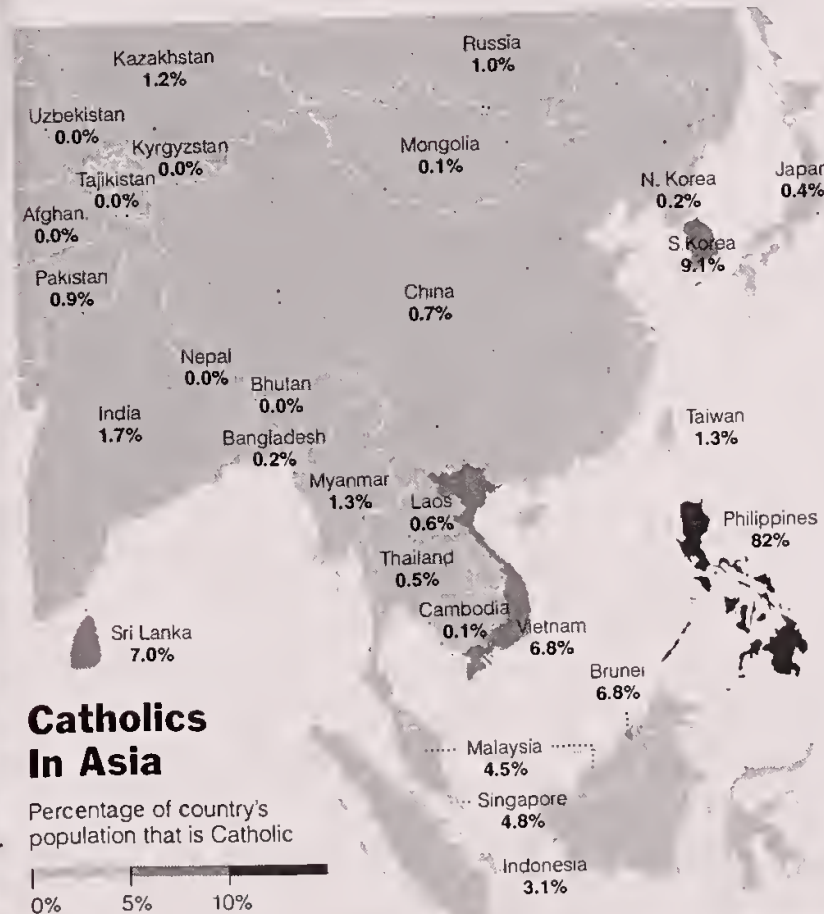 Kazakhstan
1.2%
Russia
1.0%
Uzbekistan
0.0%
Kyrgyzstan
0.0%
Mongolia
0.1%
Tajikistan
0.0%
N. Korea
0.2%
Japan
0.4%
Afghan.
0.0%
S.Korea
9.1%
Pakistan
0.9%
China
0.7%
Nepal
0.0%
Bhutan
0.0%
India
1.7%
Bangladesh
0.2%
Taiwan
1.3%
Myanmar
1.3%
Laos
0.6%
Philippines
82%
Thailand
0.5%
Cambodia
0.1%
Vietnam
6.8%
Sri Lanka
7.0%
Brunei
6.8%
Malaysia
4.5%
Singapore
4.8%
Indonesia
3.1%
Catholics
In Asia
Percentage of country's
population that is Catholic
0% 5% 10%